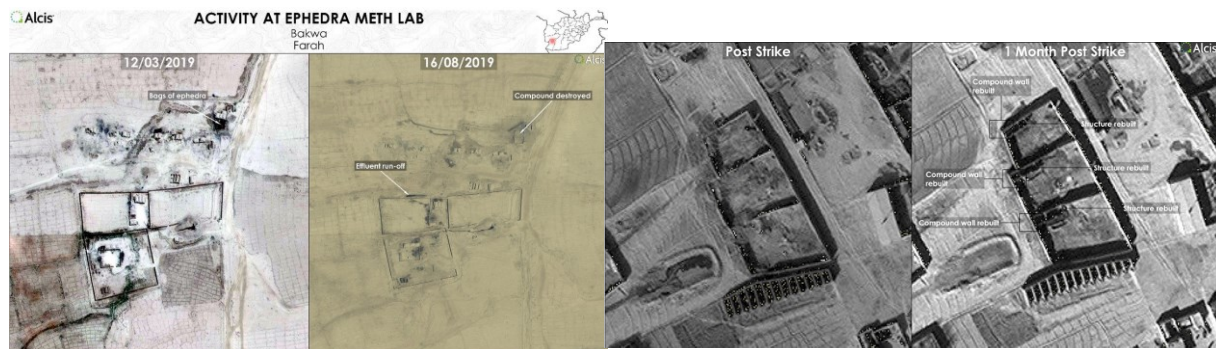 Alcis
ACTIVITY AT EPHEDRA METH LAB
Bakwa
Farah
12/03/2019
16/08/2019
Alcis
Bags of ephedra
Compound destroyed
Effluent run-off
Post Strike
1 Month Post Strike
Alcis
Compound wall
rebuilt
Structure rebuilt
Structure rebuilt
Compound wall
rebuilt
Structure rebuilt
Compound wall rebuilt